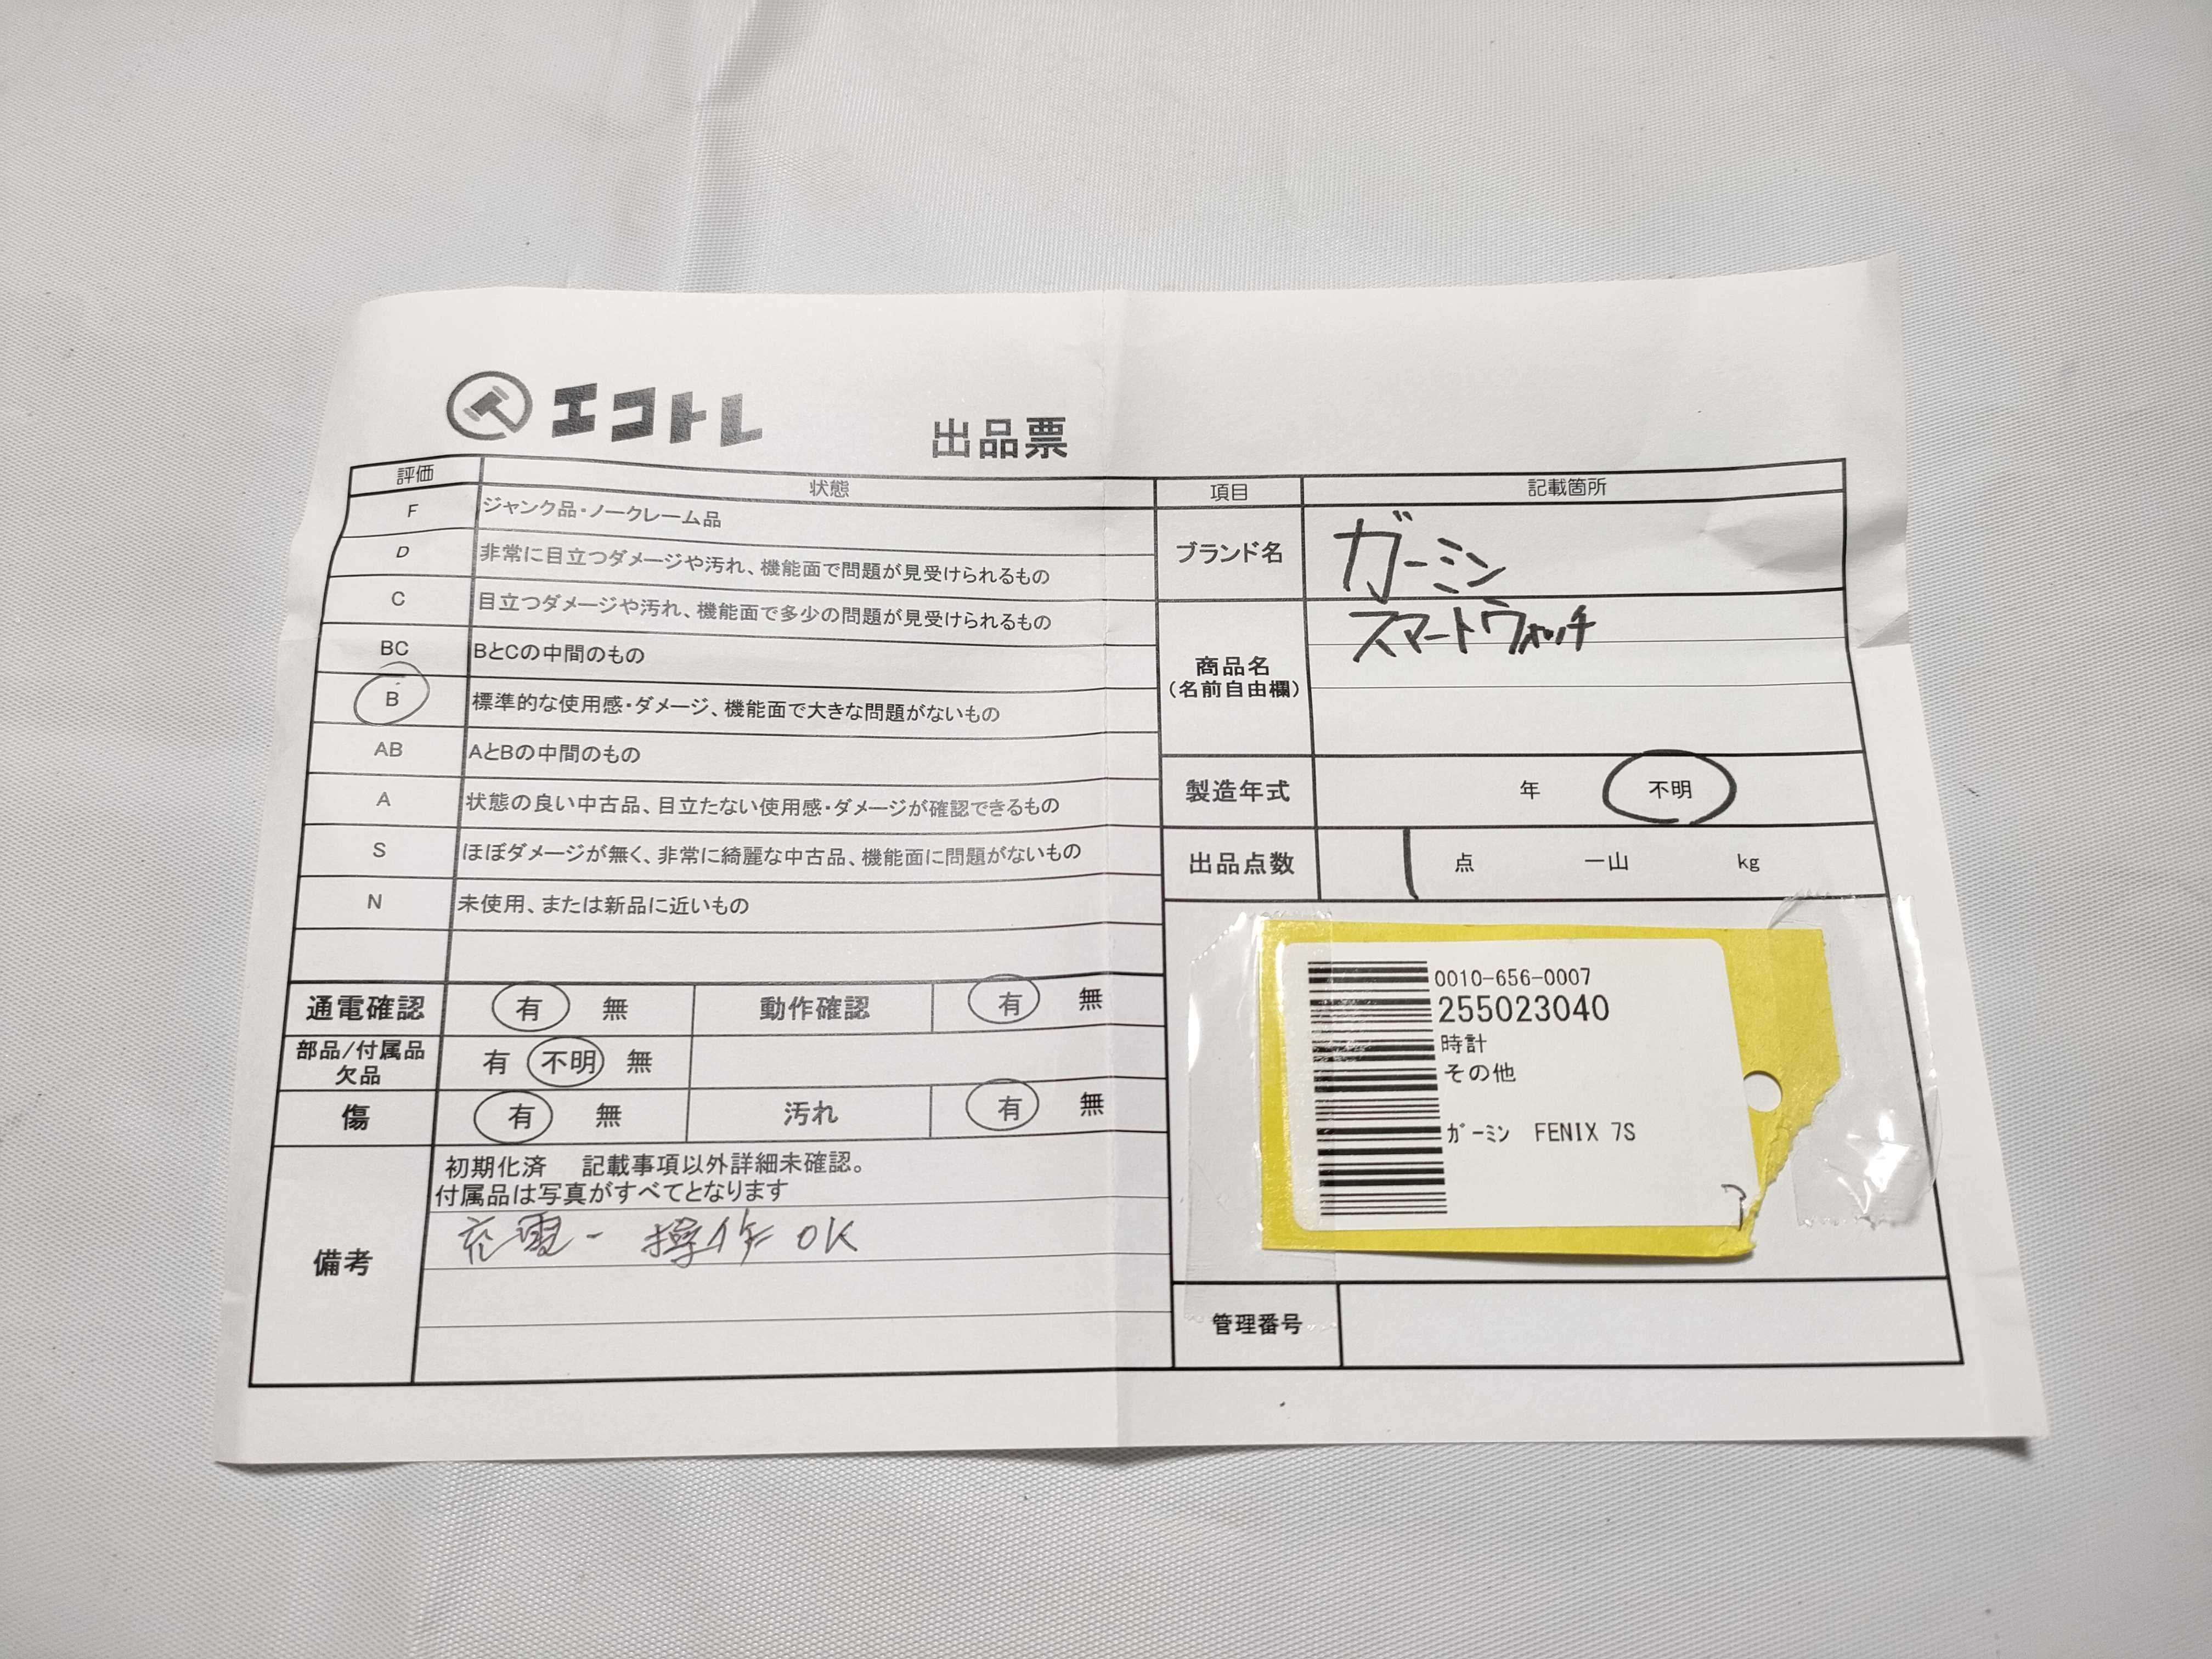 エコトレ
出品票
評価 状態
F ジャンク品・ノークレーム品
D 非常に目立つダメージや汚れ、機能面で問題が見受けられるもの
C 目立つダメージや汚れ、機能面で多少の問題が見受けられるもの
BC BとCの中間のもの
B 標準的な使用感・ダメージ、機能面で大きな問題がないもの
AB AとBの中間のもの
A 状態の良い中古品、目立たない使用感・ダメージが確認できるもの
S ほぼダメージが無く、非常に綺麗な中古品、機能面に問題がないもの
N 未使用、または新品に近いもの
通電確認 有 無 動作確認 有 無
部品/付属品 有 不明 無
欠品
傷 有 無 汚れ 有 無
備考
初期化済 記載事項以外詳細未確認。
付属品は写真がすべてとなります
充電-操作 OK
項目 記載箇所
ブランド名 ガーミン
商品名 スマートウォッチ
(名前自由欄)
製造年式 年 不明
出品点数 1 点 一山 kg
0010-656-0007
255023040
時計
その他
ｶﾞｰﾐﾝ FENIX 7S
管理番号